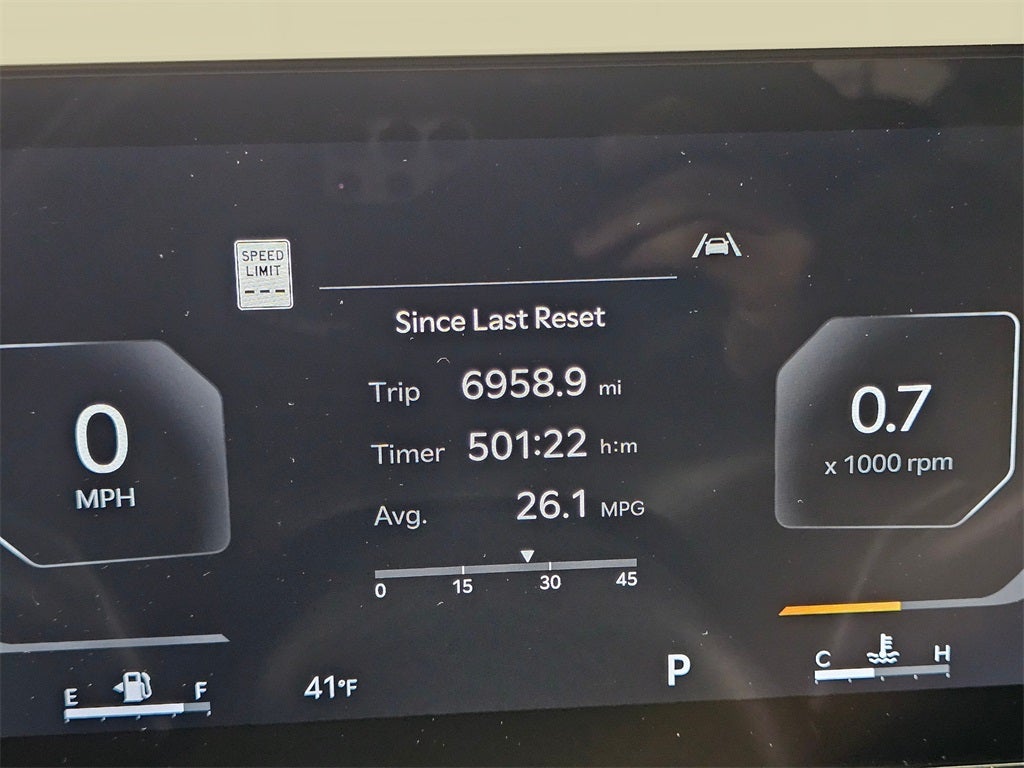 SPEED
LIMIT
---
Since Last Reset
Trip 6958.9 mi
Timer 501:22 h:m
Avg. 26.1 MPG
0 15 30 45
0
MPH
0.7
x 1000 rpm
E F
41°F
P
C H